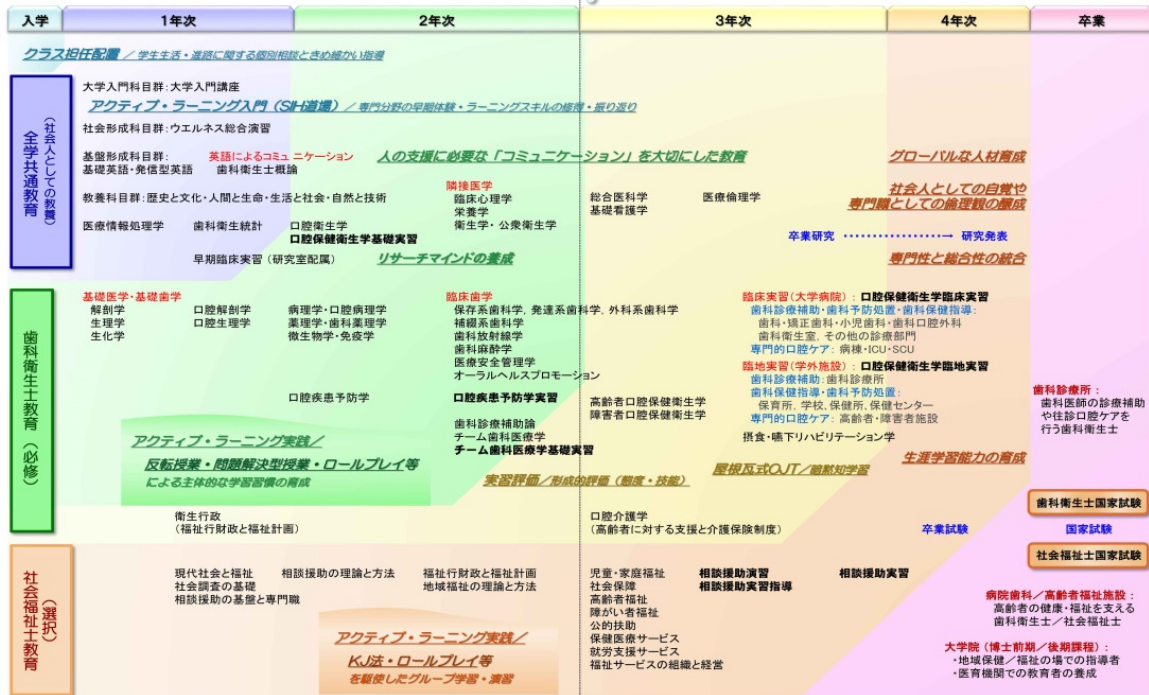 入学 1年次 2年次 3年次 4年次 卒業
クラス担任配置 / 学生生活・進路に関する個別相談ときめ細かい指導
全学共通教育
(社会人としての教養)
大学入門科目群:大学入門講座
アクティブ・ラーニング入門(SIH道場) / 専門分野の早期体験・ラーニングスキルの修得・振り返り
社会形成科目群:ウエルネス総合演習
基盤形成科目群: 英語によるコミュニケーション
基礎英語・発信型英語 歯科衛生士概論
人の支援に必要な「コミュニケーション」を大切にした教育
グローバルな人材育成
教養科目群:歴史と文化・人間と生命・生活と社会・自然と技術
隣接医学
臨床心理学
栄養学
衛生学・公衆衛生学
総合医科学 医療倫理学
基礎看護学
社会人としての自覚や
専門職としての倫理観の醸成
医療情報処理学 歯科衛生統計 口腔衛生学
口腔保健衛生学基礎実習
卒業研究 → 研究発表
早期臨床実習(研究室配属)
リサーチマインドの養成
専門性と総合性の統合
歯科衛生士教育(必修)
基礎医学・基礎歯学
解剖学 口腔解剖学 病理学・口腔病理学
生理学 口腔生理学 薬理学・歯科薬理学
生化学 微生物学・免疫学
臨床歯学
保存系歯科学,発達系歯科学,外科系歯科学
補綴系歯科学
歯科放射線学
歯科麻酔学
医療安全管理学
オーラルヘルスプロモーション
臨床実習(大学病院):口腔保健衛生学臨床実習
歯科診療補助・歯科予防処置・歯科保健指導:
歯科・矯正歯科・小児歯科・歯科口腔外科
歯科衛生室,その他の診療部門
専門的口腔ケア:病棟・ICU・SCU
臨地実習(学外施設):口腔保健衛生学臨地実習
歯科診療補助:歯科診療所
歯科保健指導・歯科予防処置:
保育所,学校,保健所,保健センター
専門的口腔ケア:高齢者・障害者施設
口腔疾患予防学 口腔疾患予防学実習
高齢者口腔保健衛生学
障害者口腔保健衛生学
歯科診療補助論
チーム歯科医療学
チーム歯科医療学基礎実習
摂食・嚥下リハビリテーション学
歯科診療所:
歯科医師の診療補助
や往診口腔ケアを
行う歯科衛生士
アクティブ・ラーニング実践/
反転授業・問題解決型授業・ロールプレイ等
による主体的な学習習慣の育成
実習評価/形成的評価(態度・技能)
屋根瓦式OJT/暗黙知学習
生涯学習能力の育成
歯科衛生士国家試験
衛生行政
(福祉行財政と福祉計画)
口腔介護学
(高齢者に対する支援と介護保険制度)
卒業試験 国家試験
社会福祉士国家試験
社会福祉士教育
(選択)
現代社会と福祉 相談援助の理論と方法 福祉行財政と福祉計画
社会調査の基礎 地域福祉の理論と方法
相談援助の基盤と専門職
児童・家庭福祉 相談援助演習 相談援助実習
社会保障 相談援助実習指導
高齢者福祉
障がい者福祉
公的扶助
保健医療サービス
就労支援サービス
福祉サービスの組織と経営
アクティブ・ラーニング実践/
KJ法・ロールプレイ等
を駆使したグループ学習・演習
病院歯科/高齢者福祉施設:
高齢者の健康・福祉を支える
歯科衛生士/社会福祉士
大学院(博士前期/後期課程):
・地域保健/福祉の場での指導者
・医育機関での教育者の養成